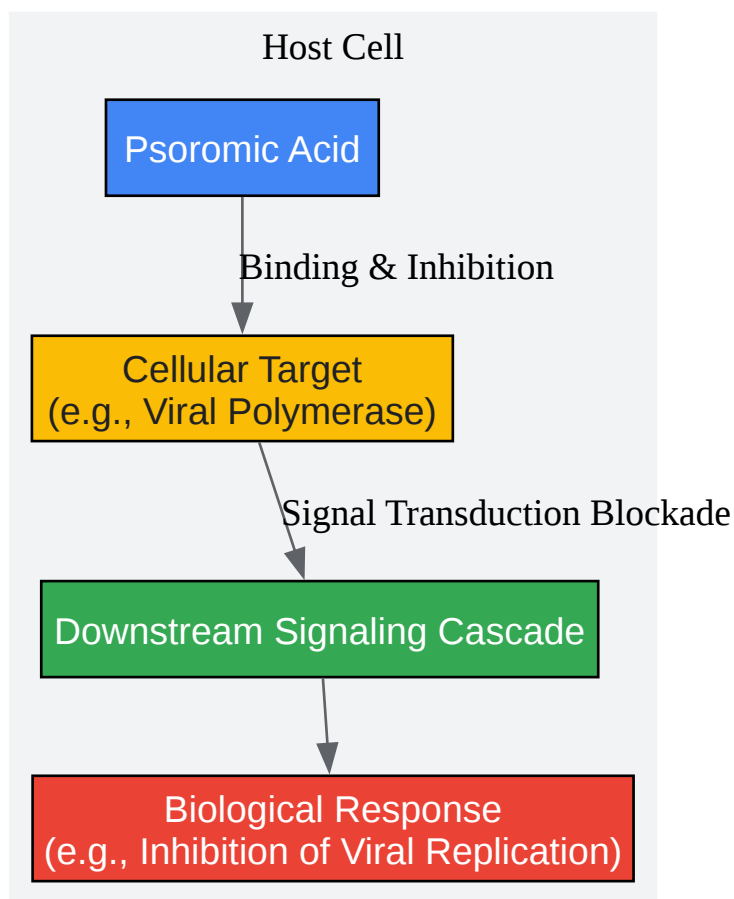 Host Cell
Psoromic Acid
Binding & Inhibition
Cellular Target
(e.g., Viral Polymerase)
Signal Transduction Blockade
Downstream Signaling Cascade
Biological Response
(e.g., Inhibition of Viral Replication)